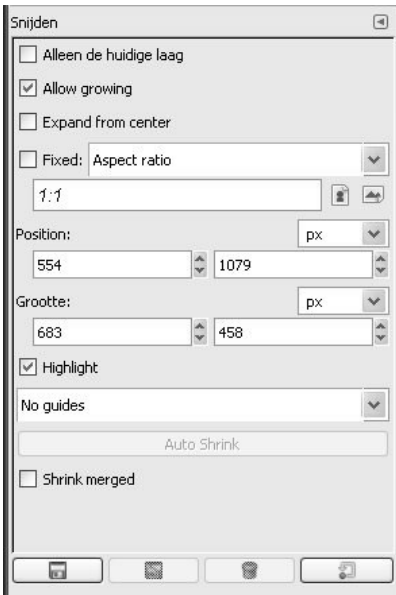 Snijden
Alleen de huidige laag
Allow growing
Expand from center
Fixed: Aspect ratio
1:1
Position: px
554 1079
Grootte: px
683 458
Highlight
No guides
Auto Shrink
Shrink merged